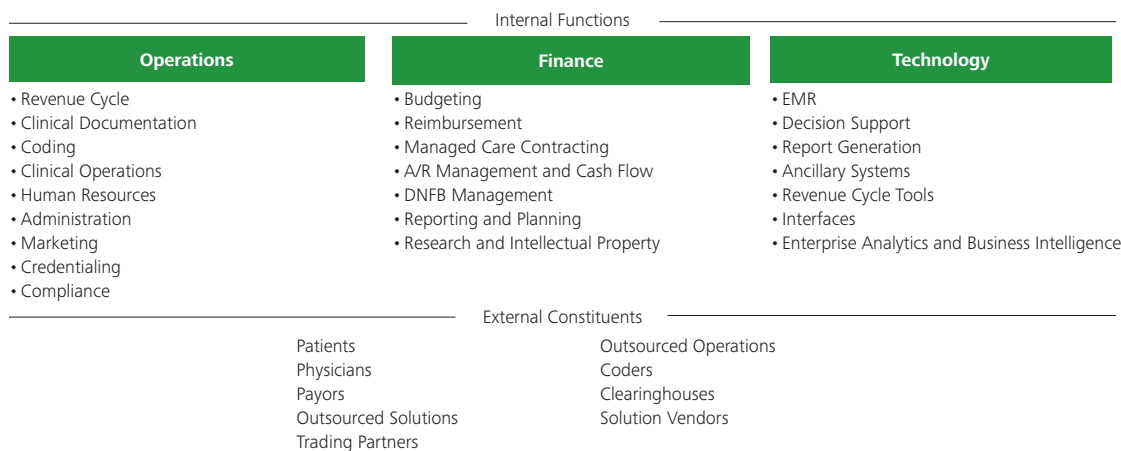 Internal Functions
Operations
• Revenue Cycle
• Clinical Documentation
• Coding
• Clinical Operations
• Human Resources
• Administration
• Marketing
• Credentialing
• Compliance
Finance
• Budgeting
• Reimbursement
• Managed Care Contracting
• A/R Management and Cash Flow
• DNFB Management
• Reporting and Planning
• Research and Intellectual Property
Technology
• EMR
• Decision Support
• Report Generation
• Ancillary Systems
• Revenue Cycle Tools
• Interfaces
• Enterprise Analytics and Business Intelligence
External Constituents
Patients
Physicians
Payors
Outsourced Solutions
Trading Partners
Outsourced Operations
Coders
Clearinghouses
Solution Vendors